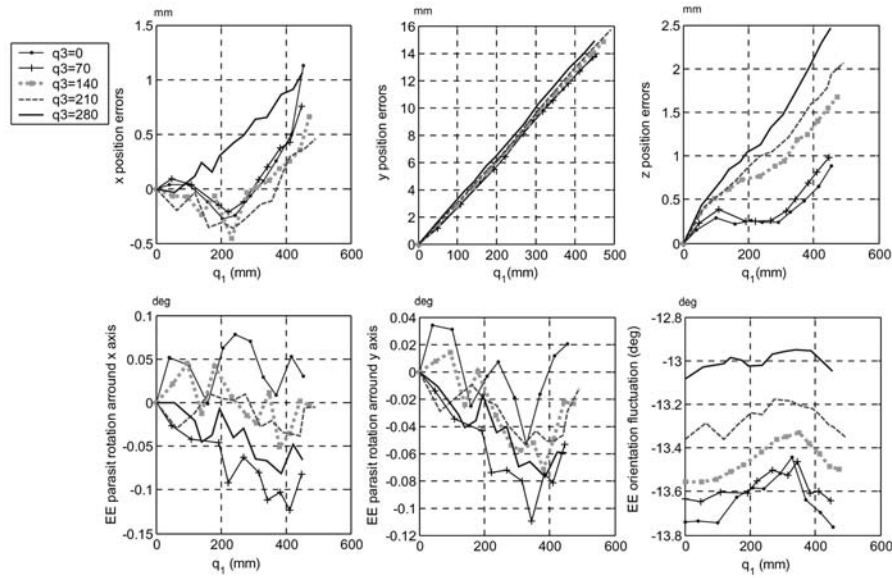 q3=0
q3=70
q3=140
q3=210
q3=280
mm
x position errors
1.5
1
0.5
0
-0.5
0 200 400 600
q1 (mm)
mm
y position errors
16
14
12
10
8
6
4
2
0
0 100 200 300 400 500
q1(mm)
mm
z position errors
2.5
2
1.5
1
0.5
0
0 200 400 600
q1 (mm)
deg
EE parasit rotation arround x axis
0.1
0.05
0
-0.05
-0.1
-0.15
0 200 400 600
q1 (mm)
deg
EE parasit rotation arround y axis
0.04
0.02
0
-0.02
-0.04
-0.06
-0.08
-0.1
-0.12
0 200 400 600
q1 (mm)
deg
EE orientation fluctuation (deg)
-12.8
-13
-13.2
-13.4
-13.6
-13.8
0 200 400 600
q1 (mm)